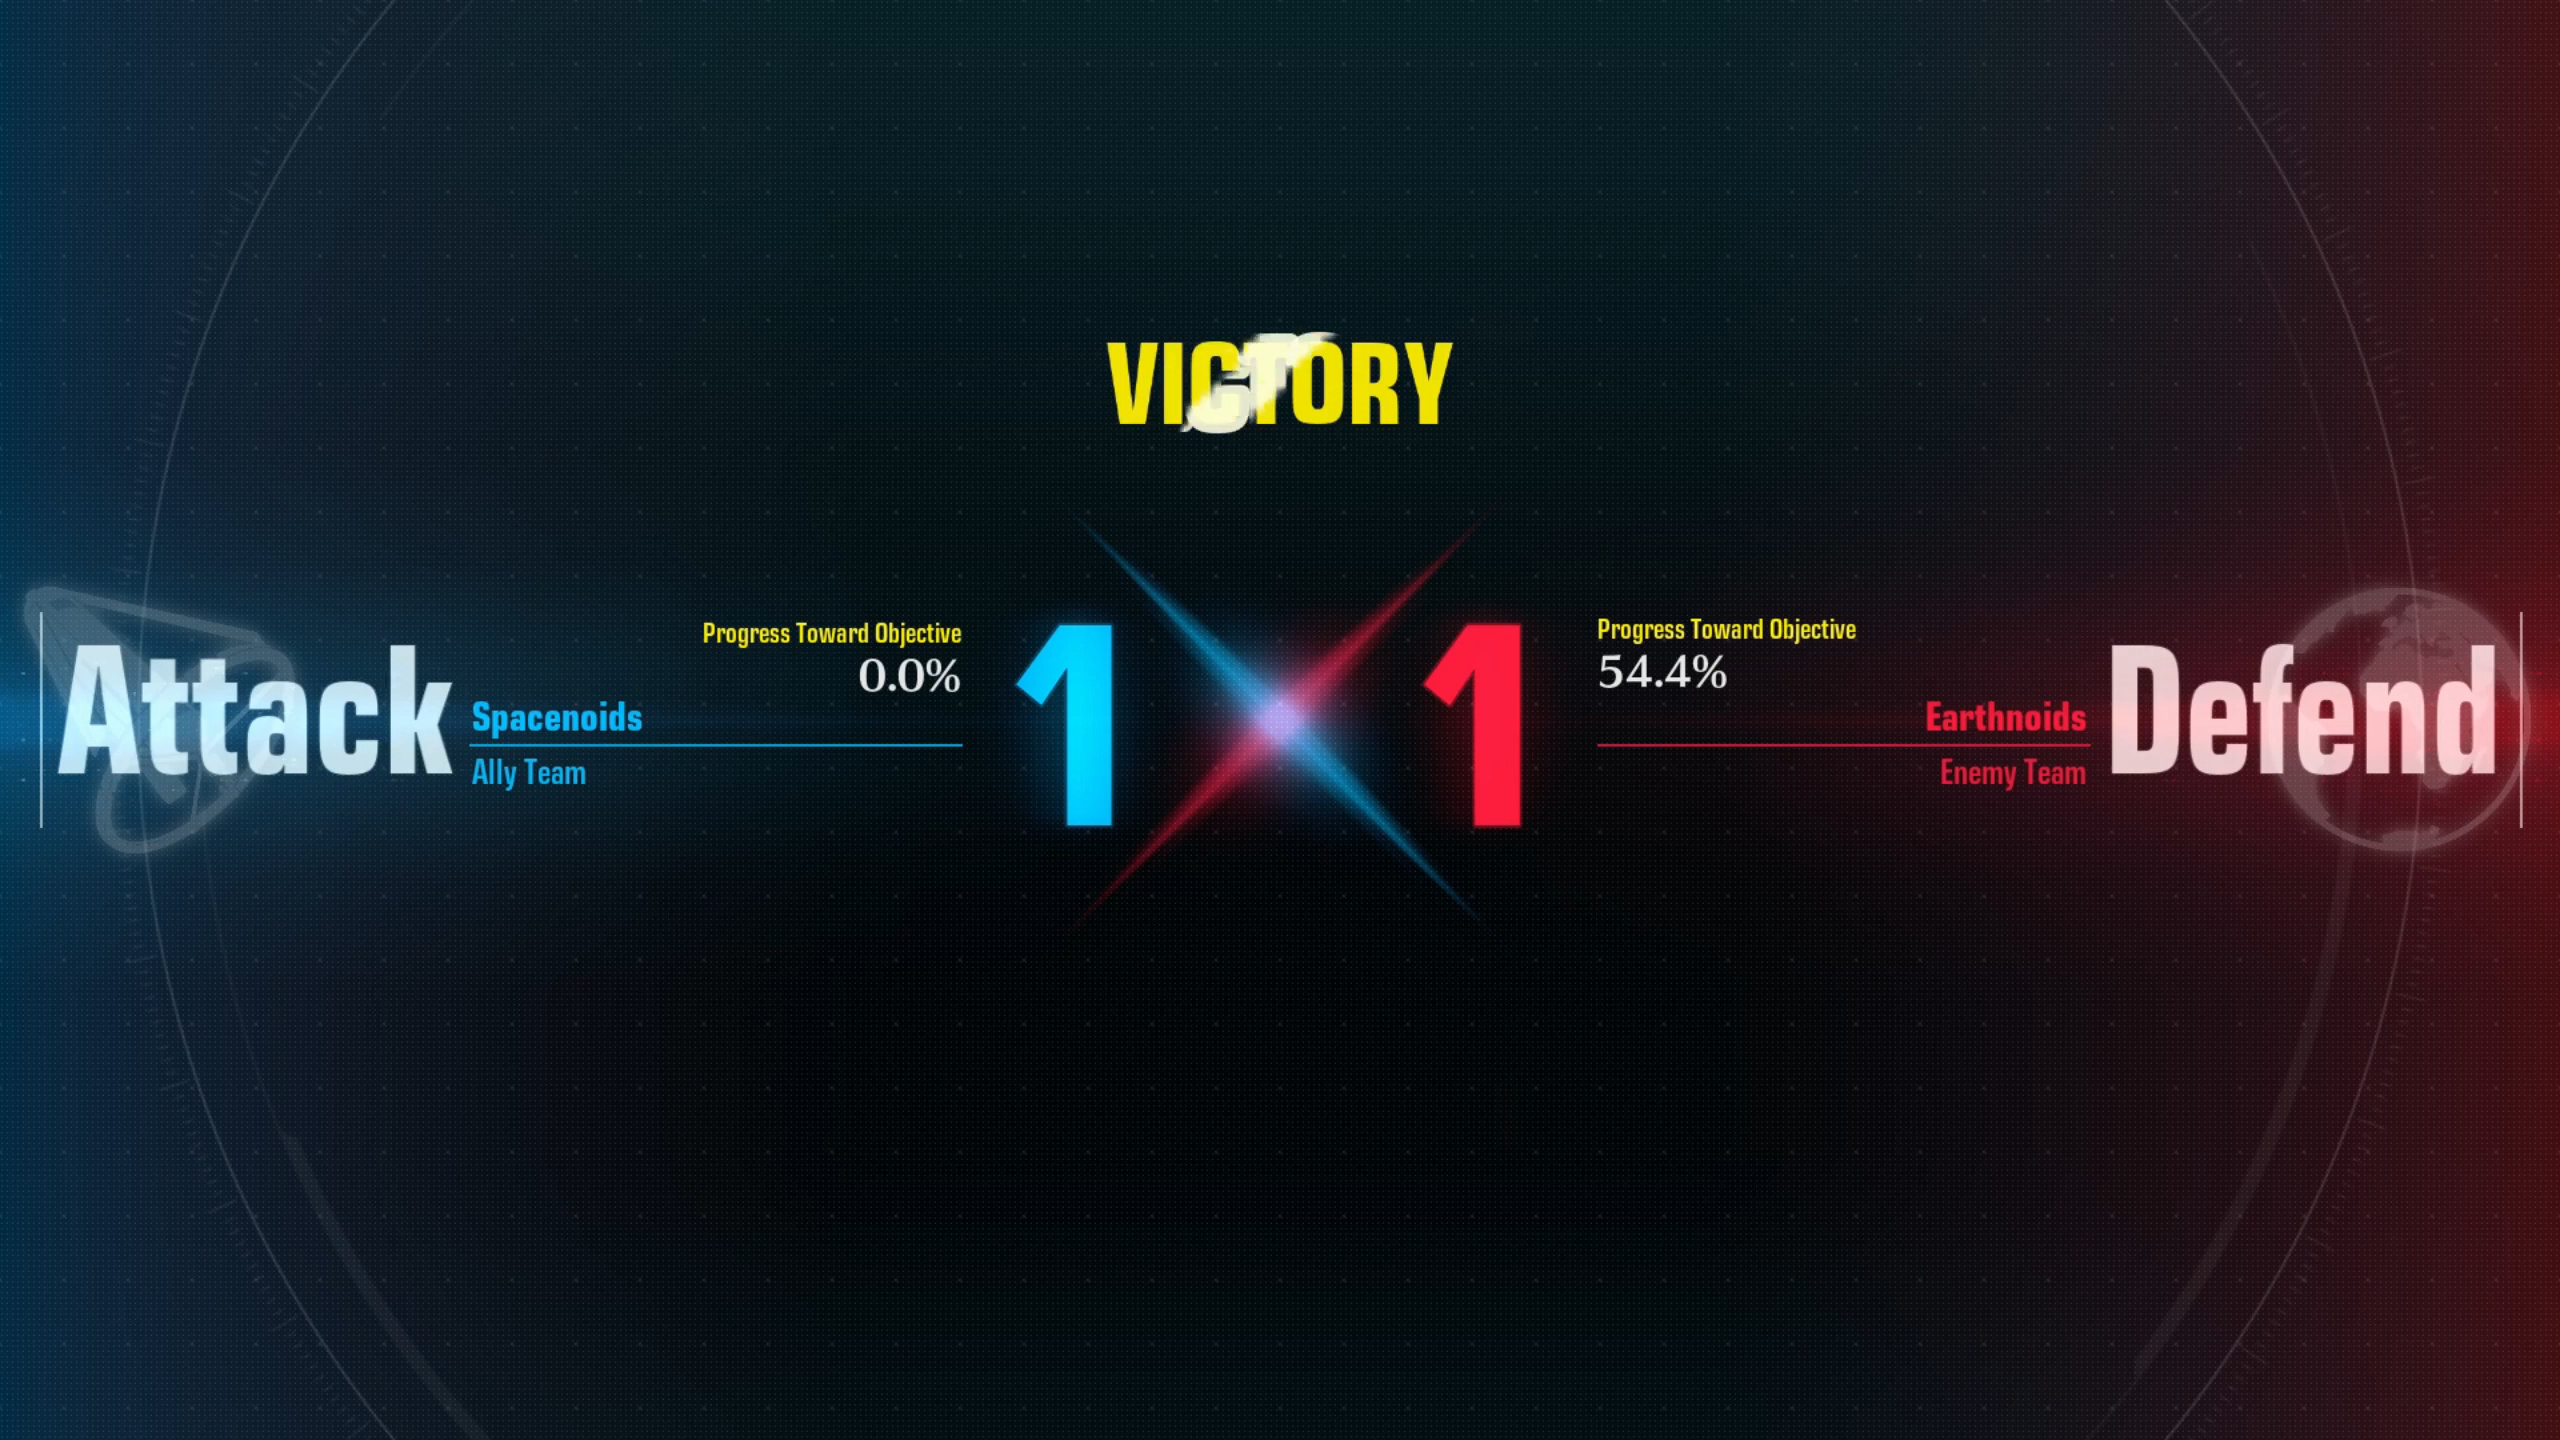 VICTORY
Attack
Spacenoids
Ally Team
Progress Toward Objective
0.0%
1
1
Progress Toward Objective
54.4%
Earthnoids
Enemy Team
Defend